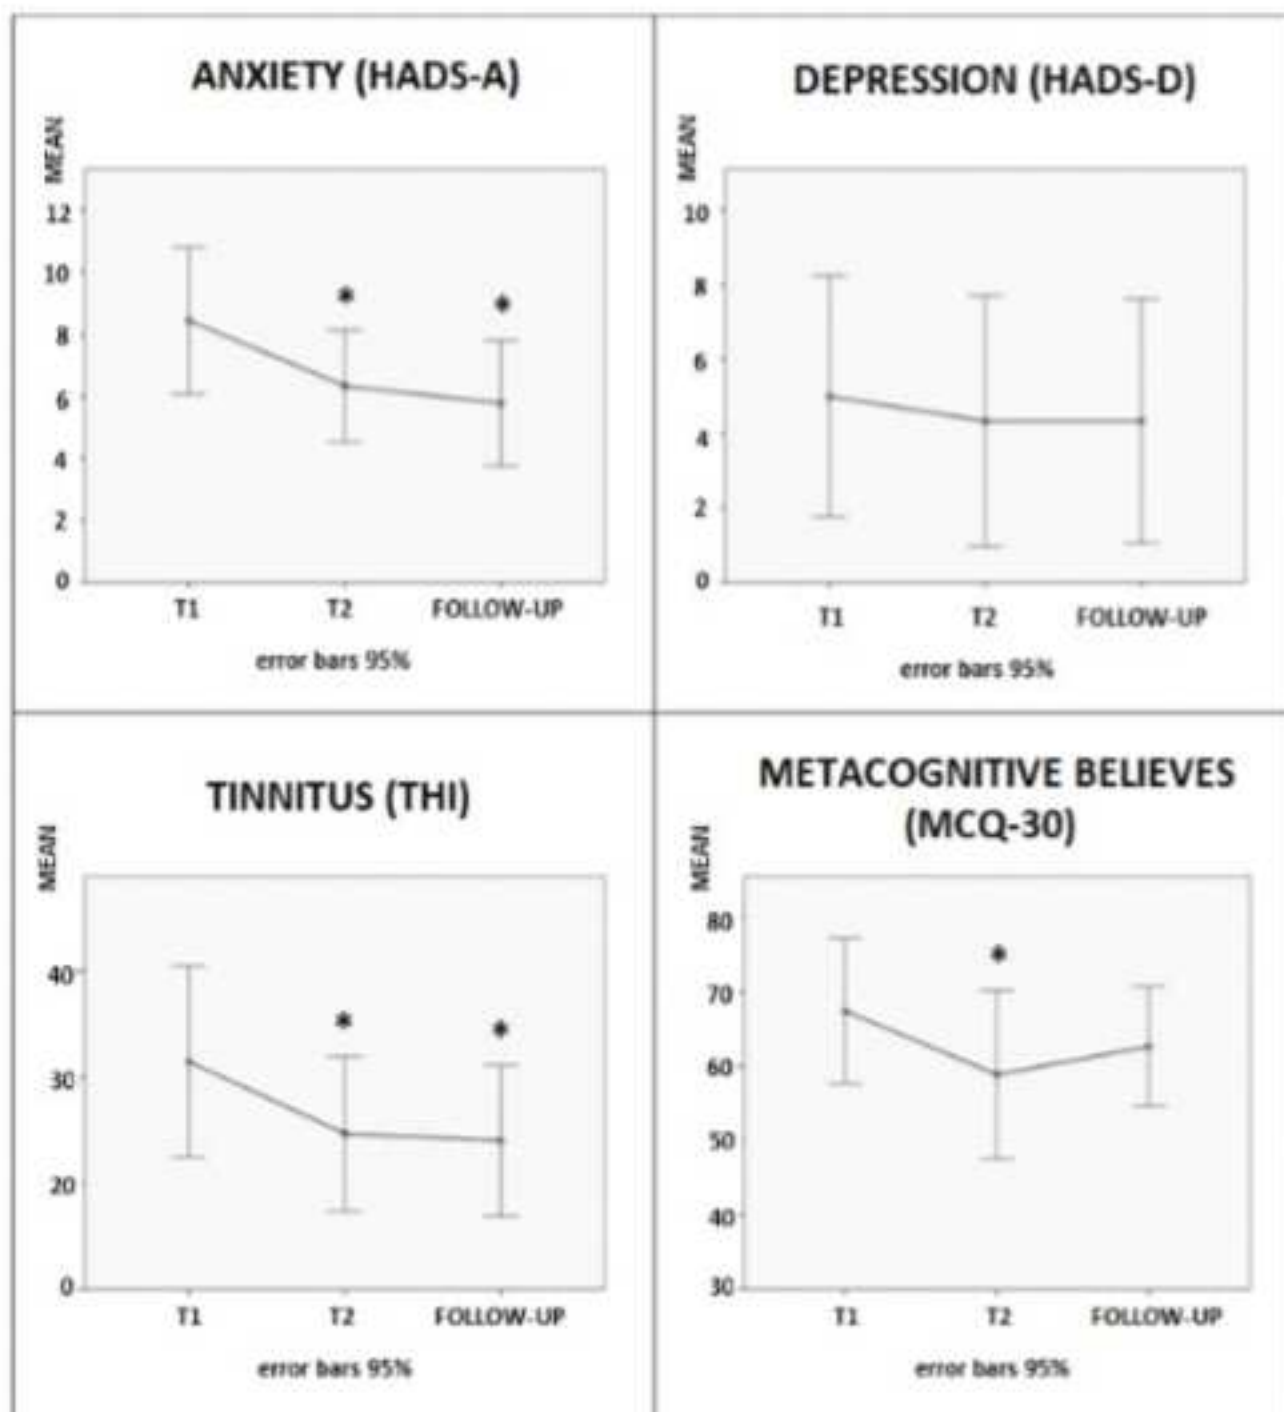 ANXIETY (HADS-A)
MEAN
12
10
8
6
4
2
0
*
*
T1 T2 FOLLOW-UP
error bars 95%
DEPRESSION (HADS-D)
MEAN
10
8
6
4
2
0
T1 T2 FOLLOW-UP
error bars 95%
TINNITUS (THI)
MEAN
40
30
20
0
*
*
T1 T2 FOLLOW-UP
error bars 95%
METACOGNITIVE BELIEVES
(MCQ-30)
MEAN
80
70
60
50
40
30
*
T1 T2 FOLLOW-UP
error bars 95%